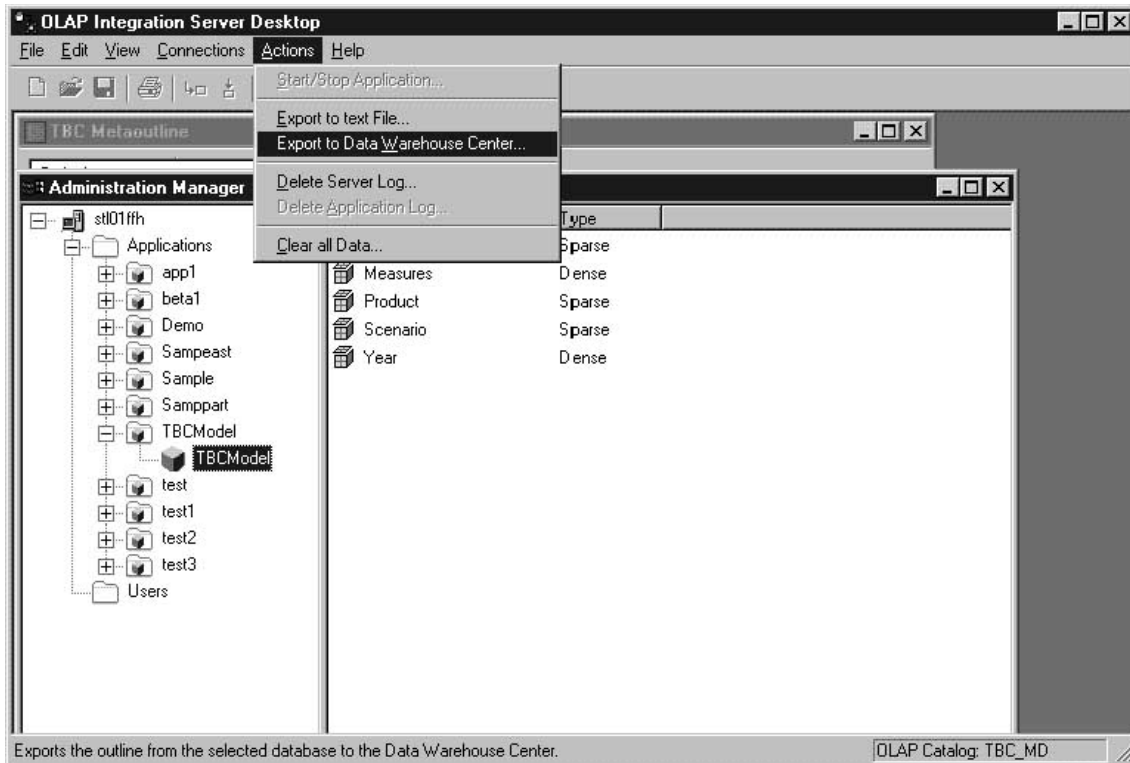 OLAP Integration Server Desktop
File Edit View Connections Actions Help
Start/Stop Application...
Export to text File...
Export to Data Warehouse Center...
Delete Server Log...
Delete Application Log...
Clear all Data...
TBC Metaoutline
Administration Manager
stl01ffh
Applications
app1
beta1
Demo
Sampeast
Sample
Samppart
TBCModel
TBCModel
test
test1
test2
test3
Users
Type
Sparse
Measures Dense
Product Sparse
Scenario Sparse
Year Dense
Exports the outline from the selected database to the Data Warehouse Center. OLAP Catalog: TBC_MD